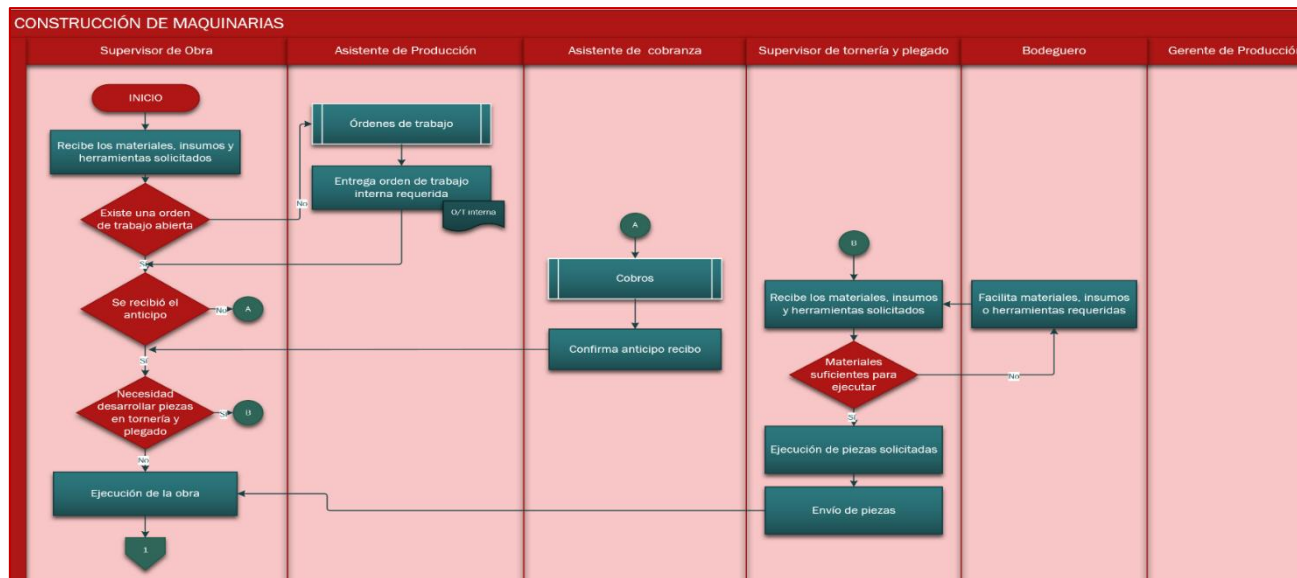 CONSTRUCCIÓN DE MAQUINARIAS
Supervisor de Obra
Asistente de Producción
Asistente de cobranza
Supervisor de tornería y plegado
Bodeguero
Gerente de Producción
INICIO
Recibe los materiales, insumos y
herramientas solicitados
Existe una orden
de trabajo abierta
No
Sí
Órdenes de trabajo
Entrega orden de trabajo
interna requerida
O/T interna
Se recibió el
anticipo
No
A
Sí
Necesidad
desarrollar piezas
en tornería y
plegado
Sí
B
No
Ejecución de la obra
1
A
Cobros
Confirma anticipo recibo
B
Recibe los materiales, insumos
y herramientas solicitados
Facilita materiales, insumos
o herramientas requeridas
Materiales
suficientes para
ejecutar
No
Sí
Ejecución de piezas solicitadas
Envío de piezas